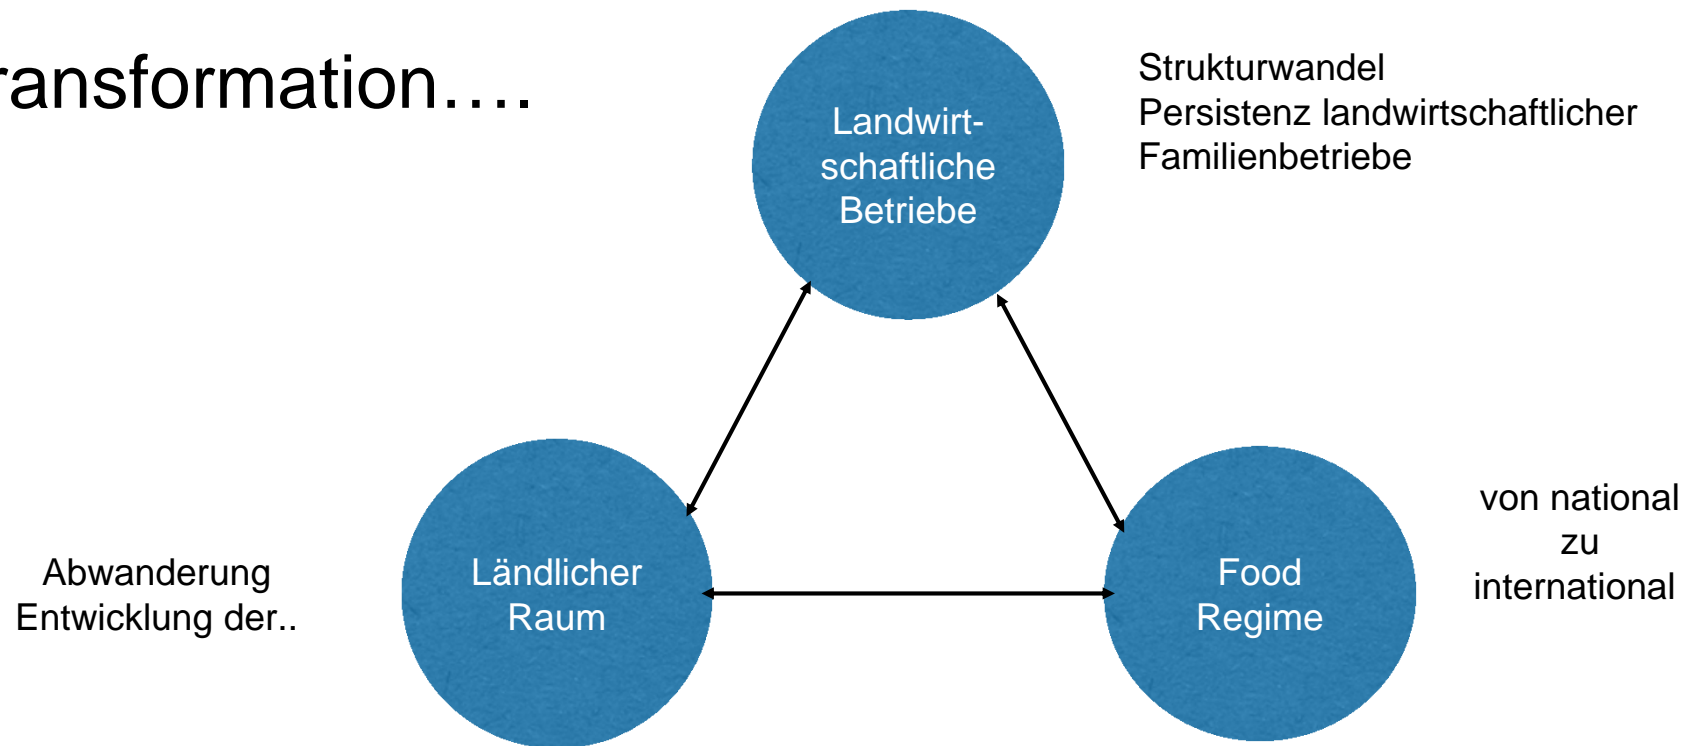 ransformation....
Strukturwandel
Persistenz landwirtschaftlicher
Familienbetriebe
Landwirt-
schaftliche
Betriebe
Abwanderung
Entwicklung der..
Ländlicher
Raum
Food
Regime
von national
zu
international